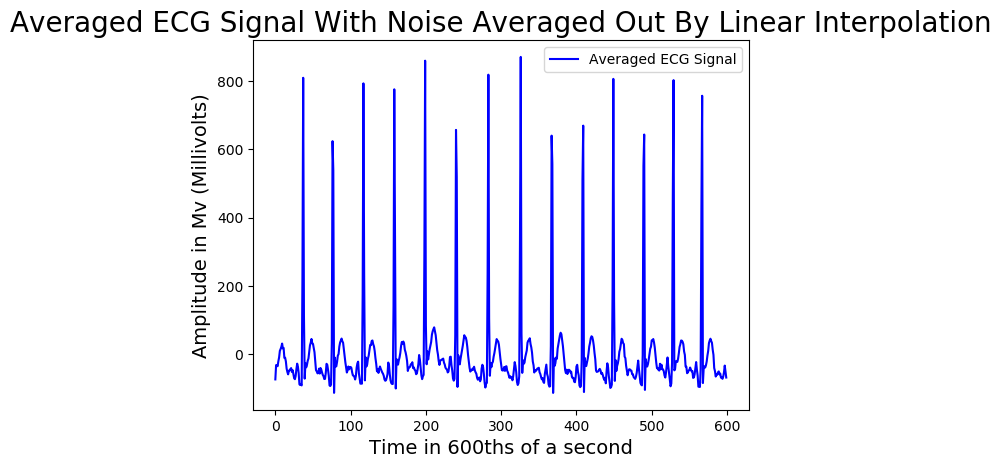 Averaged ECG Signal With Noise Averaged Out By Linear Interpolation
Averaged ECG Signal
Amplitude in Mv (Millivolts)
800
600
400
200
0
0 100 200 300 400 500 600
Time in 600ths of a second